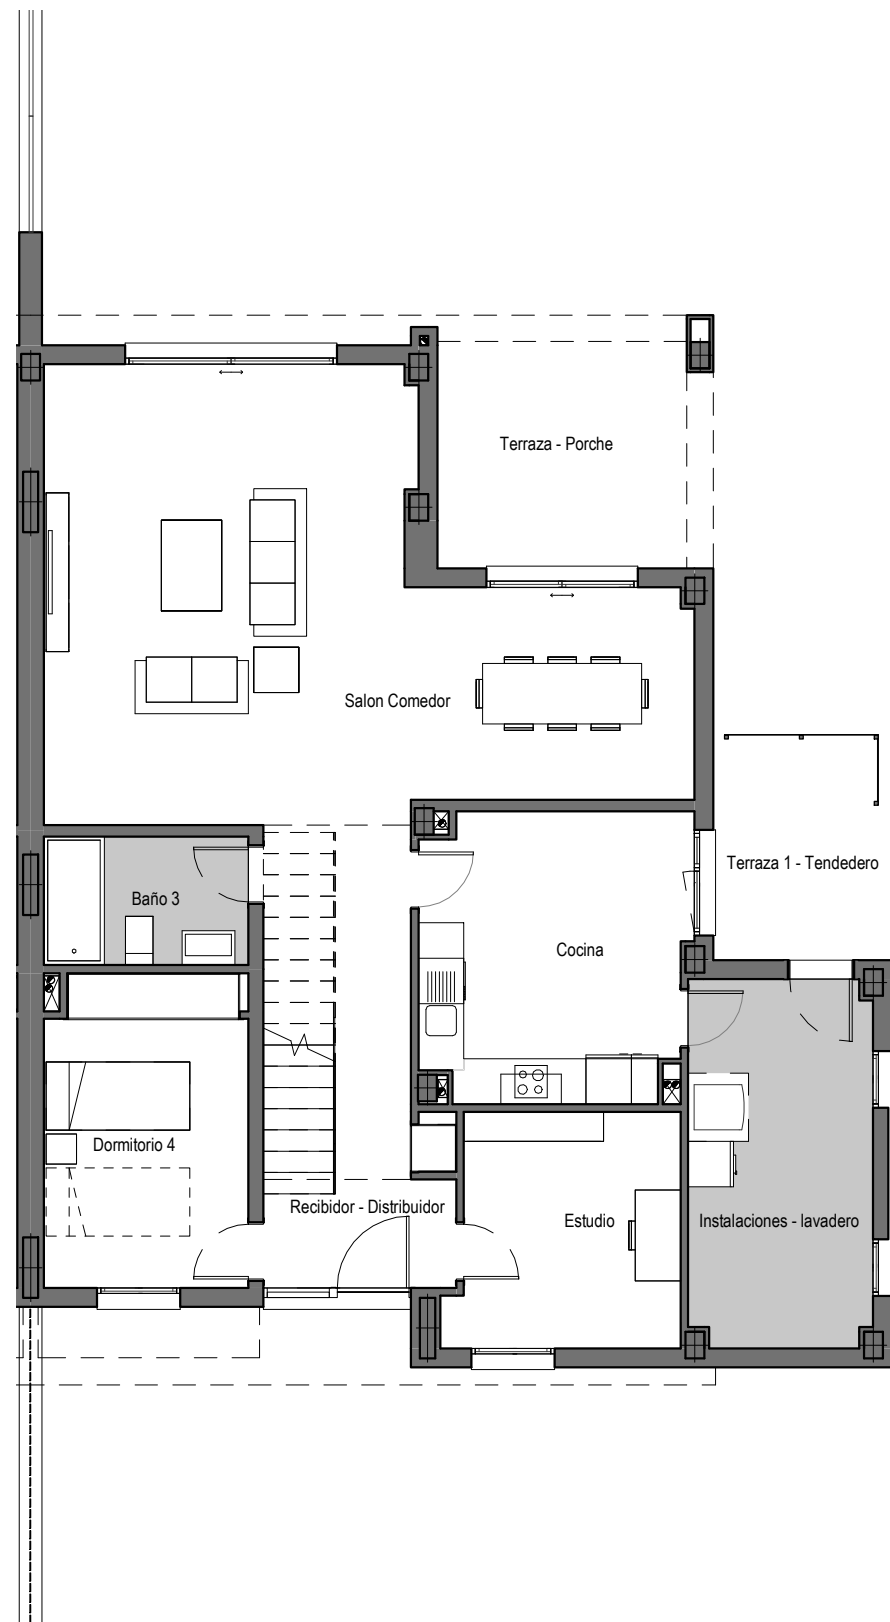 Terraza - Porche
Salon Comedor
Terraza 1 - Tendedero
Baño 3
Cocina
Dormitorio 4
Recibidor - Distribuidor
Estudio
Instalaciones - lavadero